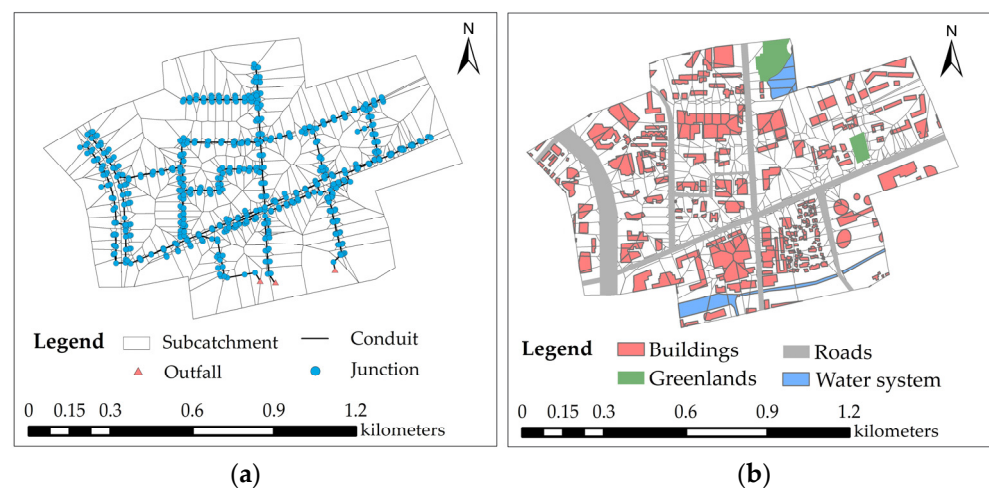 N
Legend
Subcatchment
Conduit
Outfall
Junction
0 0.15 0.3 0.6 0.9 1.2
kilometers
(a)
N
Legend
Buildings
Roads
Greenlands
Water system
0 0.15 0.3 0.6 0.9 1.2
kilometers
(b)